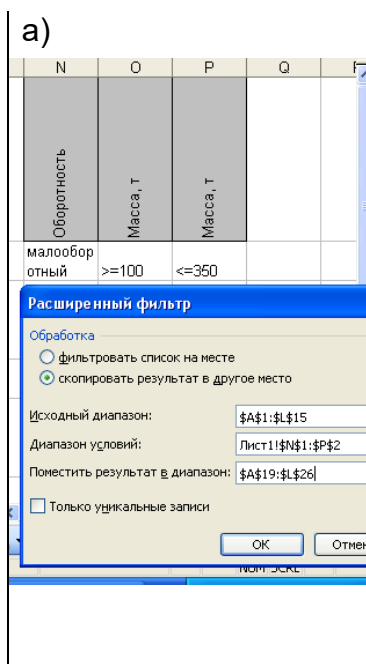 а)
N O P Q
Оборотность
Масса, т
Масса, т
малообор
отный >=100 <=350
Расширенный фильтр
Обработка
фильтровать список на месте
скопировать результат в другое место
Исходный диапазон: $A$1:$L$15
Диапазон условий: Лист1!$N$1:$P$2
Поместить результат в диапазон: $A$19:$L$26
Только уникальные записи
OK Отмен